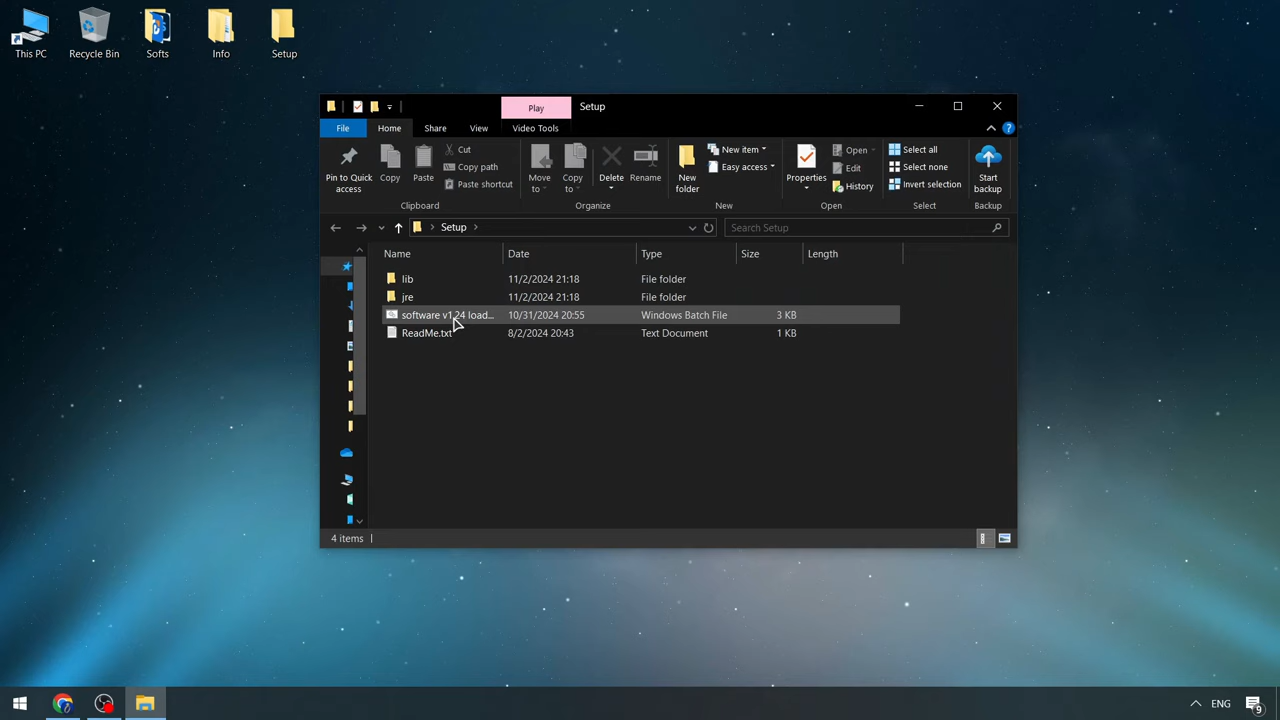 This PC
Recycle Bin
Softs
Info
Setup
Play
Setup
File
Home
Share
View
Video Tools
Pin to Quick access
Copy
Paste
Cut
Copy path
Paste shortcut
Clipboard
Move to
Copy to
Delete
Rename
Organize
New folder
New item
Easy access
New
Properties
Open
Edit
History
Open
Select all
Select none
Invert selection
Select
Start backup
Backup
Setup
Search Setup
Name Date Type Size Length
lib 11/2/2024 21:18 File folder
jre 11/2/2024 21:18 File folder
software v1.24 load... 10/31/2024 20:55 Windows Batch File 3 KB
ReadMe.txt 8/2/2024 20:43 Text Document 1 KB
4 items
ENG
9